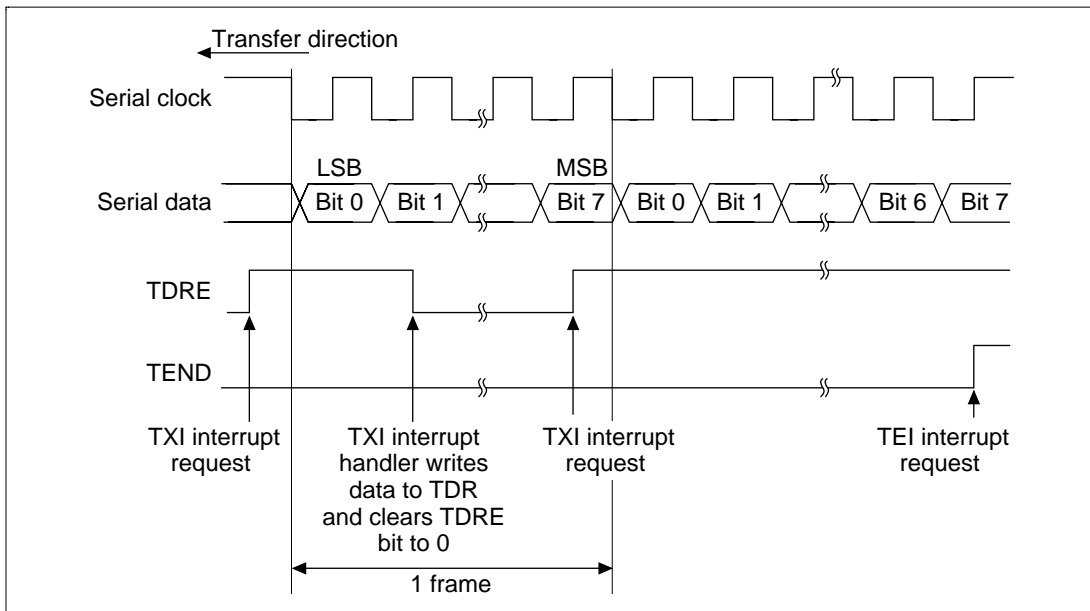 Transfer direction
Serial clock
LSB
MSB
Serial data
Bit 0
Bit 1
Bit 7
Bit 0
Bit 1
Bit 6
Bit 7
TDRE
TEND
TXI interrupt
request
TXI interrupt
handler writes
data to TDR
and clears TDRE
bit to 0
TXI interrupt
request
TEI interrupt
request
1 frame